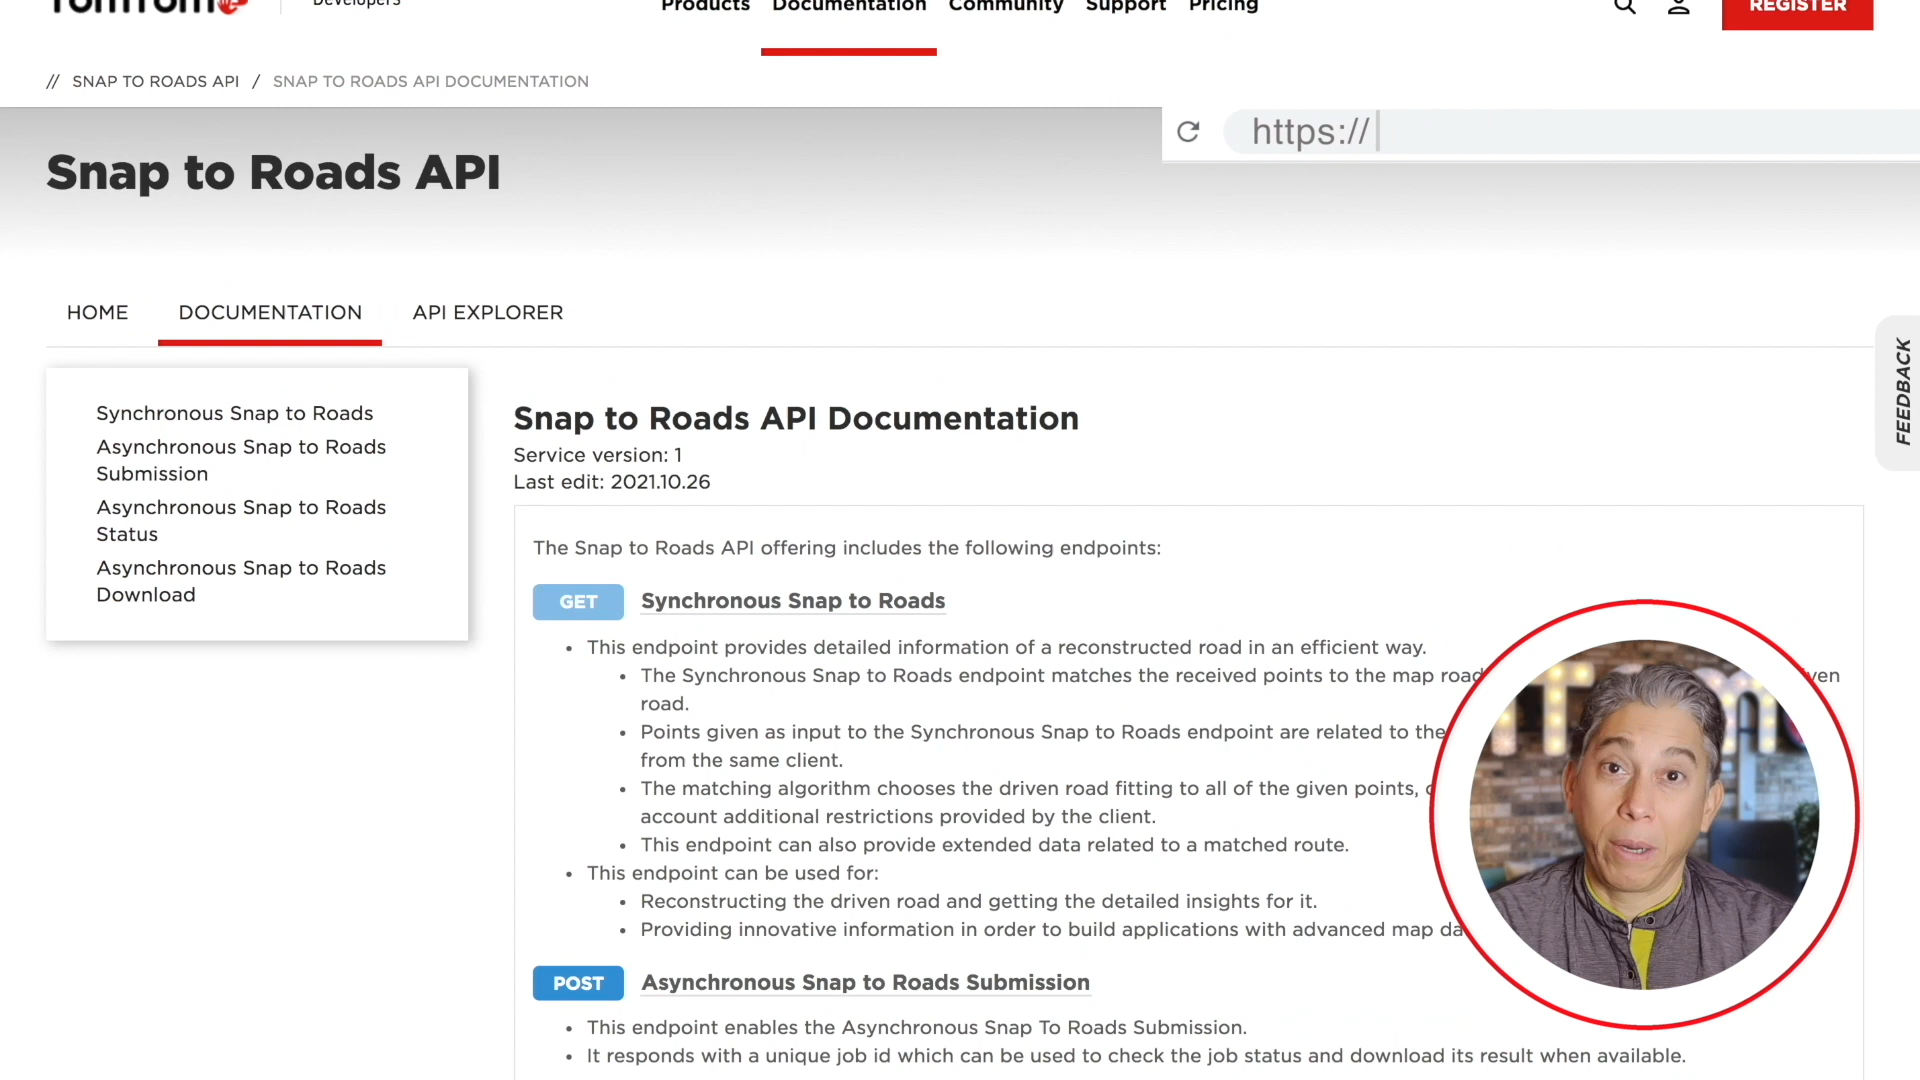 TomTom Developers
Products Documentation Community Support Pricing
REGISTER
// SNAP TO ROADS API / SNAP TO ROADS API DOCUMENTATION
https://
Snap to Roads API
HOME DOCUMENTATION API EXPLORER
FEEDBACK
Synchronous Snap to Roads
Asynchronous Snap to Roads
Submission
Asynchronous Snap to Roads
Status
Asynchronous Snap to Roads
Download
Snap to Roads API Documentation
Service version: 1
Last edit: 2021.10.26
The Snap to Roads API offering includes the following endpoints:
GET Synchronous Snap to Roads
• This endpoint provides detailed information of a reconstructed road in an efficient way.
• The Synchronous Snap to Roads endpoint matches the received points to the map road
road.
• Points given as input to the Synchronous Snap to Roads endpoint are related to the
from the same client.
• The matching algorithm chooses the driven road fitting to all of the given points,
account additional restrictions provided by the client.
• This endpoint can also provide extended data related to a matched route.
• This endpoint can be used for:
• Reconstructing the driven road and getting the detailed insights for it.
• Providing innovative information in order to build applications with advanced map
POST Asynchronous Snap to Roads Submission
• This endpoint enables the Asynchronous Snap To Roads Submission.
• It responds with a unique job id which can be used to check the job status and download its result when available.